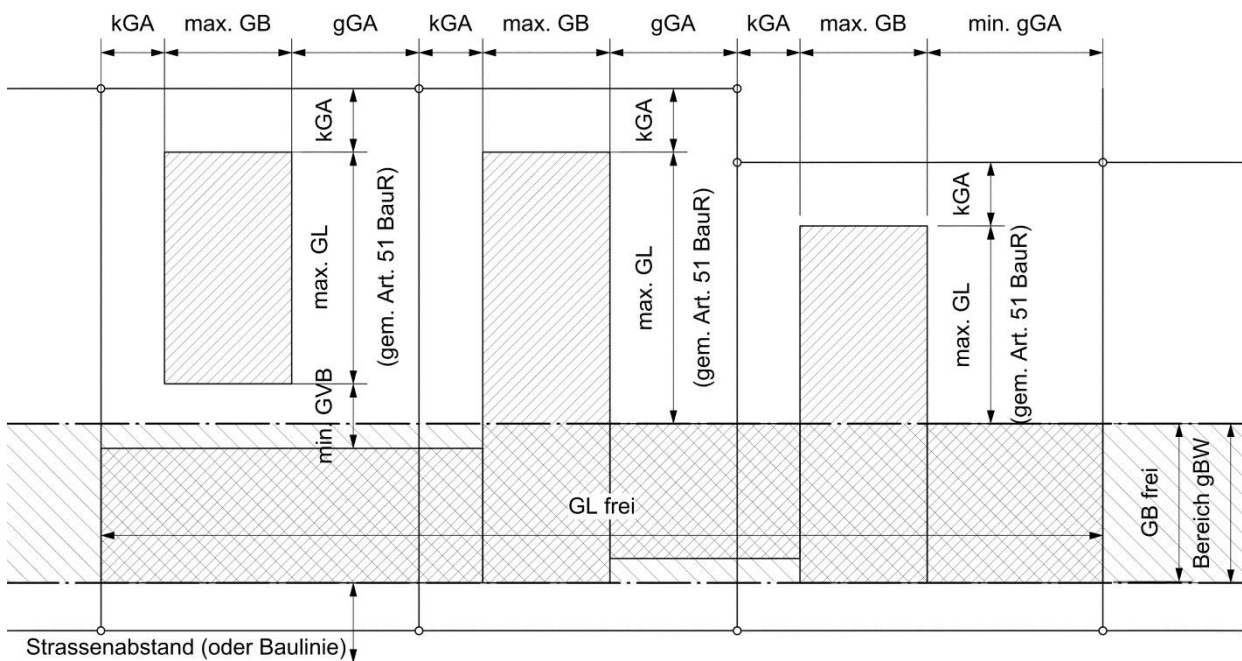 kGA
max. GB
gGA
kGA
max. GB
gGA
kGA
max. GB
min. gGA
kGA
kGA
kGA
max. GL
(gem. Art. 51 BauR)
max. GL
(gem. Art. 51 BauR)
max. GL
(gem. Art. 51 BauR)
min. GVB
GL frei
GB frei
Bereich gBW
Strassenabstand (oder Baulinie)